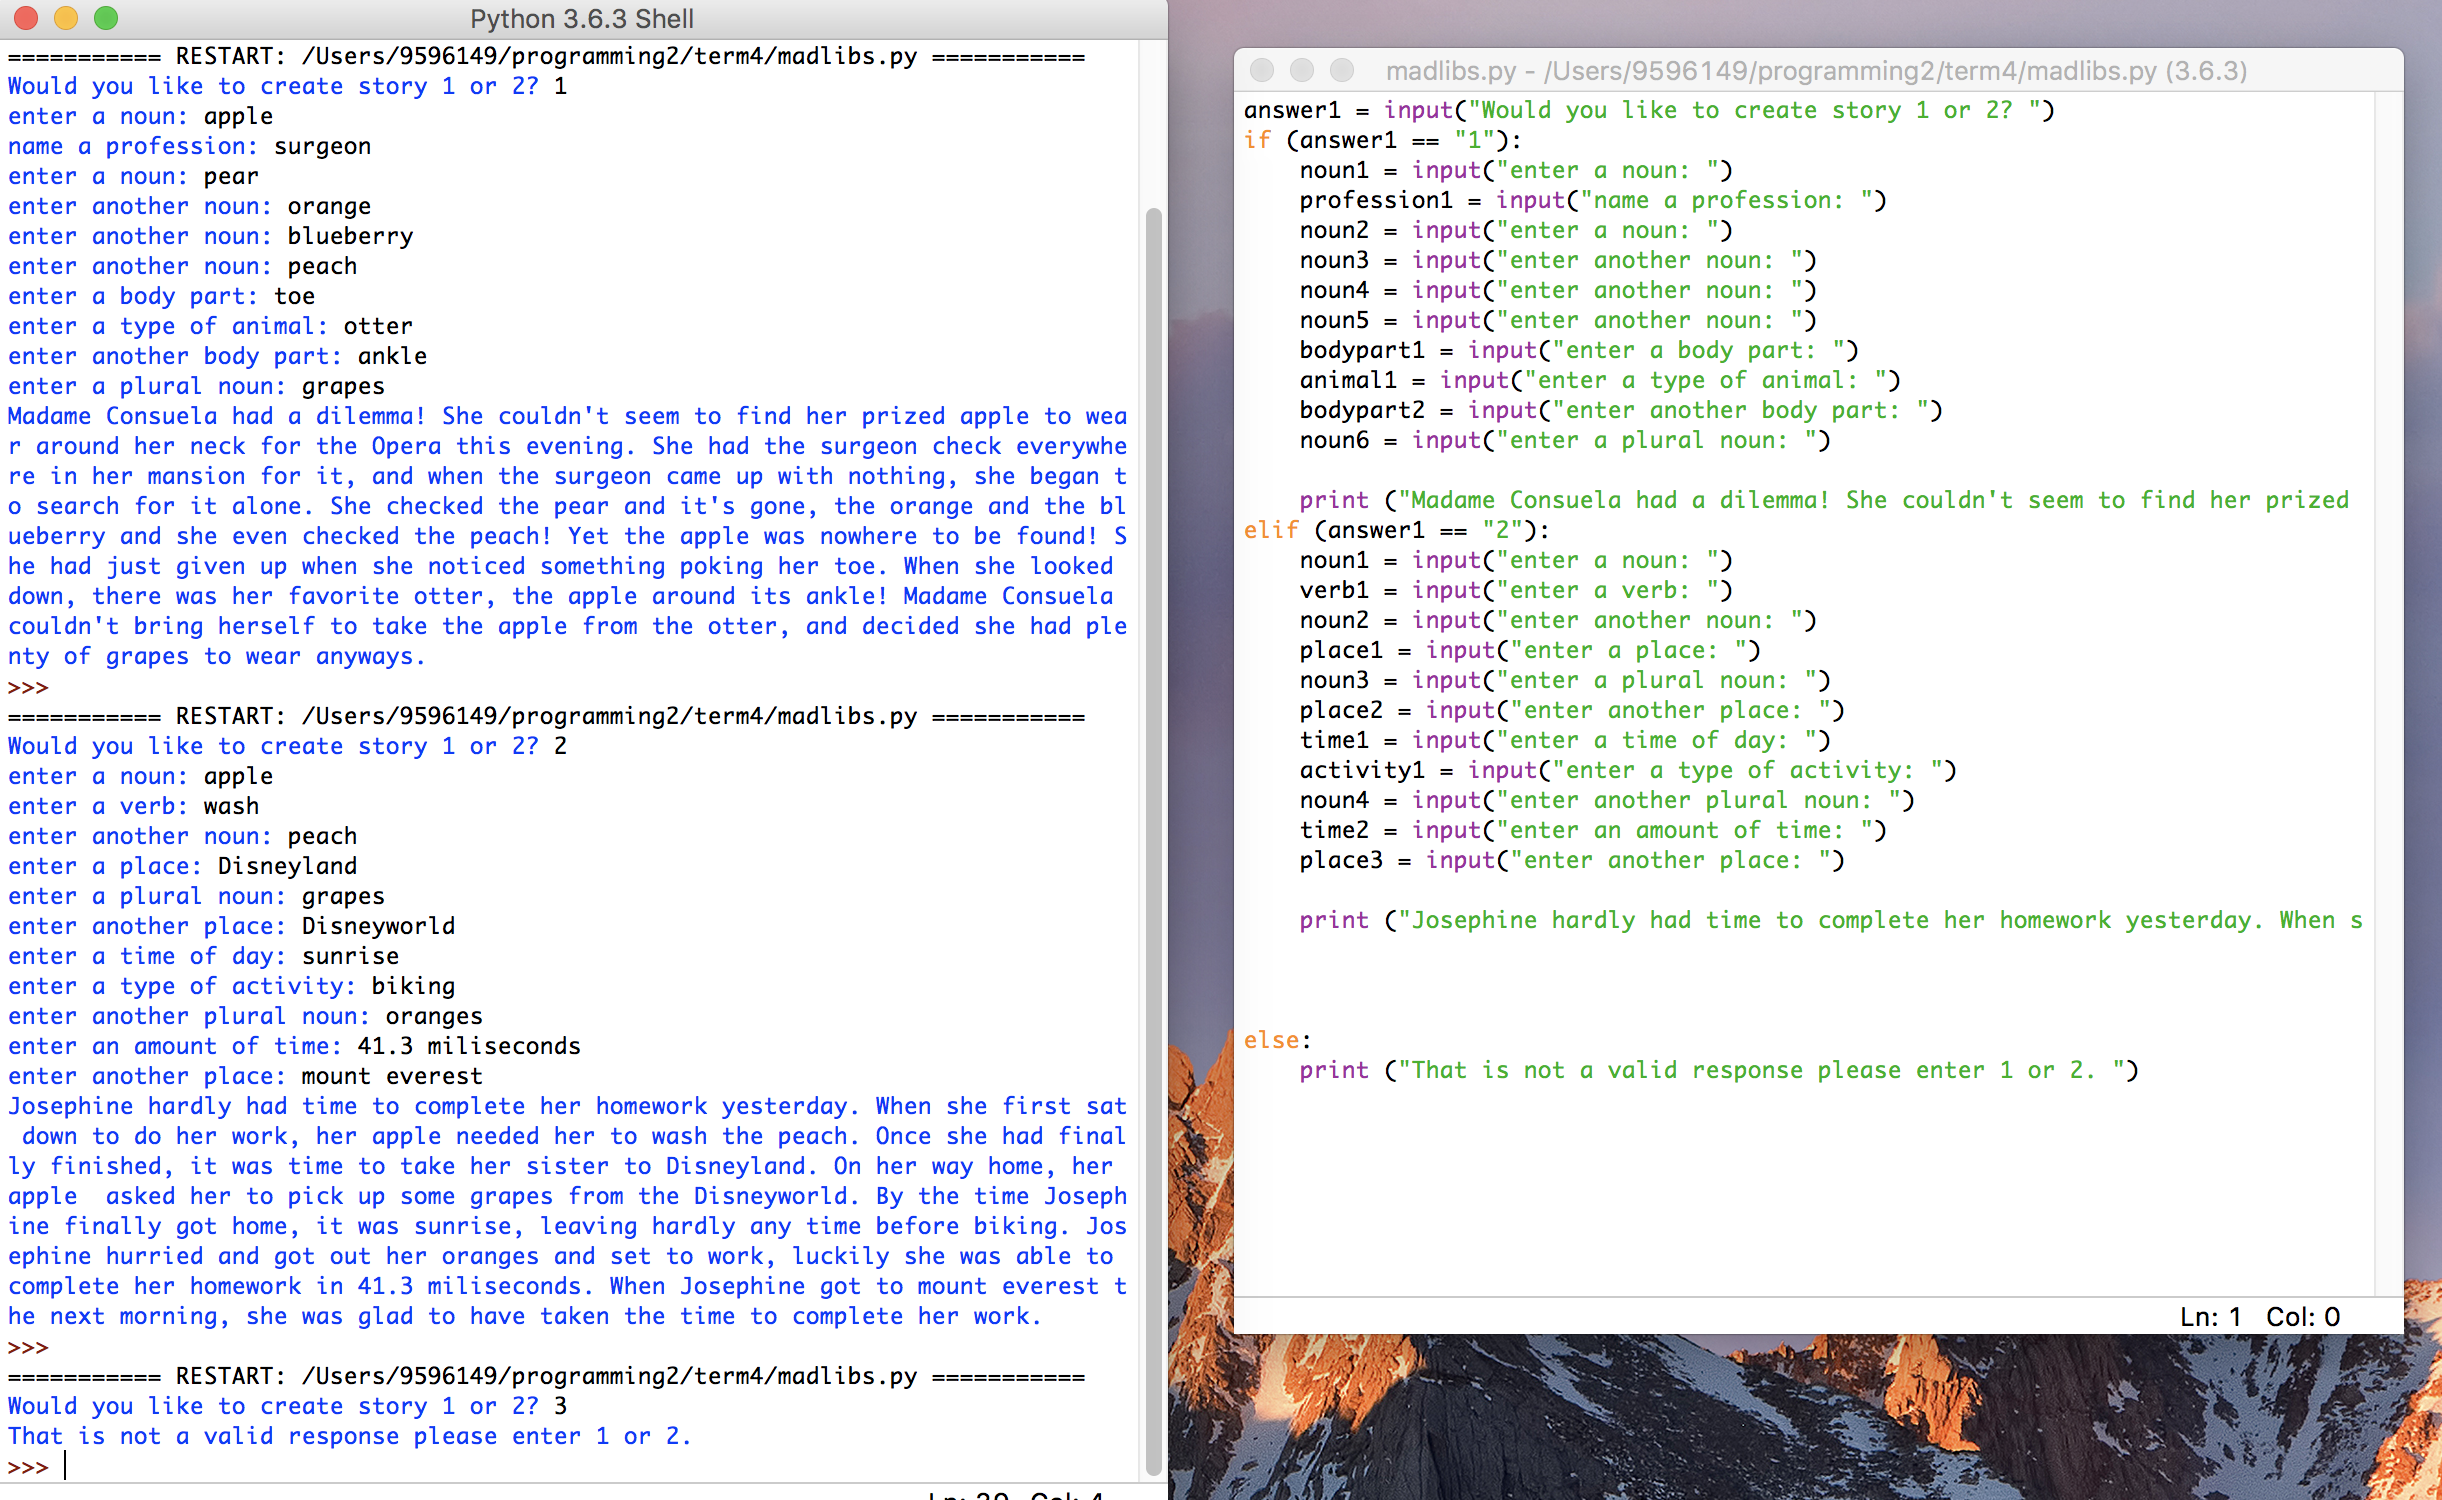 Python 3.6.3 Shell
=========== RESTART: /Users/9596149/programming2/term4/madlibs.py ===========
Would you like to create story 1 or 2? 1
enter a noun: apple
name a profession: surgeon
enter a noun: pear
enter another noun: orange
enter another noun: blueberry
enter another noun: peach
enter a body part: toe
enter a type of animal: otter
enter another body part: ankle
enter a plural noun: grapes
Madame Consuela had a dilemma! She couldn't seem to find her prized apple to wea
r around her neck for the Opera this evening. She had the surgeon check everywhe
re in her mansion for it, and when the surgeon came up with nothing, she began t
o search for it alone. She checked the pear and it's gone, the orange and the bl
ueberry and she even checked the peach! Yet the apple was nowhere to be found! S
he had just given up when she noticed something poking her toe. When she looked
down, there was her favorite otter, the apple around its ankle! Madame Consuela
couldn't bring herself to take the apple from the otter, and decided she had ple
nty of grapes to wear anyways.
>>>
=========== RESTART: /Users/9596149/programming2/term4/madlibs.py ===========
Would you like to create story 1 or 2? 2
enter a noun: apple
enter a verb: wash
enter another noun: peach
enter a place: Disneyland
enter a plural noun: grapes
enter another place: Disneyworld
enter a time of day: sunrise
enter a type of activity: biking
enter another plural noun: oranges
enter an amount of time: 41.3 miliseconds
enter another place: mount everest
Josephine hardly had time to complete her homework yesterday. When she first sat
 down to do her work, her apple needed her to wash the peach. Once she had final
ly finished, it was time to take her sister to Disneyland. On her way home, her
apple  asked her to pick up some grapes from the Disneyworld. By the time Joseph
ine finally got home, it was sunrise, leaving hardly any time before biking. Jos
ephine hurried and got out her oranges and set to work, luckily she was able to
complete her homework in 41.3 miliseconds. When Josephine got to mount everest t
he next morning, she was glad to have taken the time to complete her work.
>>>
=========== RESTART: /Users/9596149/programming2/term4/madlibs.py ===========
Would you like to create story 1 or 2? 3
That is not a valid response please enter 1 or 2.
>>>
Ln: 39 Col: 4
madlibs.py - /Users/9596149/programming2/term4/madlibs.py (3.6.3)
answer1 = input("Would you like to create story 1 or 2? ")
if (answer1 == "1"):
    noun1 = input("enter a noun: ")
    profession1 = input("name a profession: ")
    noun2 = input("enter a noun: ")
    noun3 = input("enter another noun: ")
    noun4 = input("enter another noun: ")
    noun5 = input("enter another noun: ")
    bodypart1 = input("enter a body part: ")
    animal1 = input("enter a type of animal: ")
    bodypart2 = input("enter another body part: ")
    noun6 = input("enter a plural noun: ")
    print ("Madame Consuela had a dilemma! She couldn't seem to find her prized
elif (answer1 == "2"):
    noun1 = input("enter a noun: ")
    verb1 = input("enter a verb: ")
    noun2 = input("enter another noun: ")
    place1 = input("enter a place: ")
    noun3 = input("enter a plural noun: ")
    place2 = input("enter another place: ")
    time1 = input("enter a time of day: ")
    activity1 = input("enter a type of activity: ")
    noun4 = input("enter another plural noun: ")
    time2 = input("enter an amount of time: ")
    place3 = input("enter another place: ")
    print ("Josephine hardly had time to complete her homework yesterday. When s
else:
    print ("That is not a valid response please enter 1 or 2. ")
Ln: 1 Col: 0